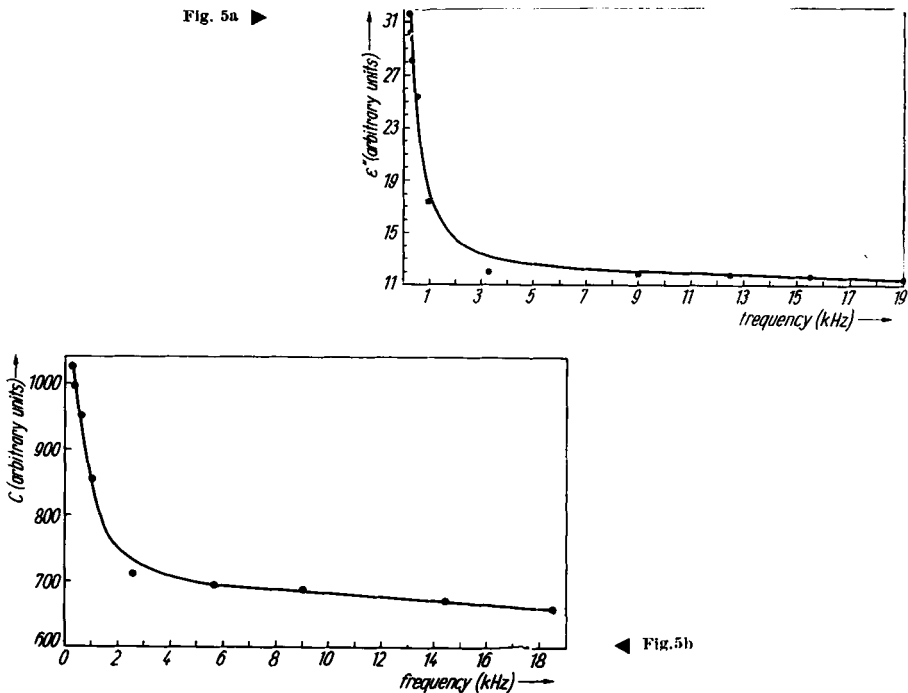 Fig. 5a ▶
ε" (arbitrary units) →
31
27
23
19
15
11
1 3 5 7 9 11 13 15 17 19
frequency (kHz) →
C (arbitrary units) →
1000
900
800
700
600
0 2 4 6 8 10 12 14 16 18
frequency (kHz) →
◀ Fig.5b